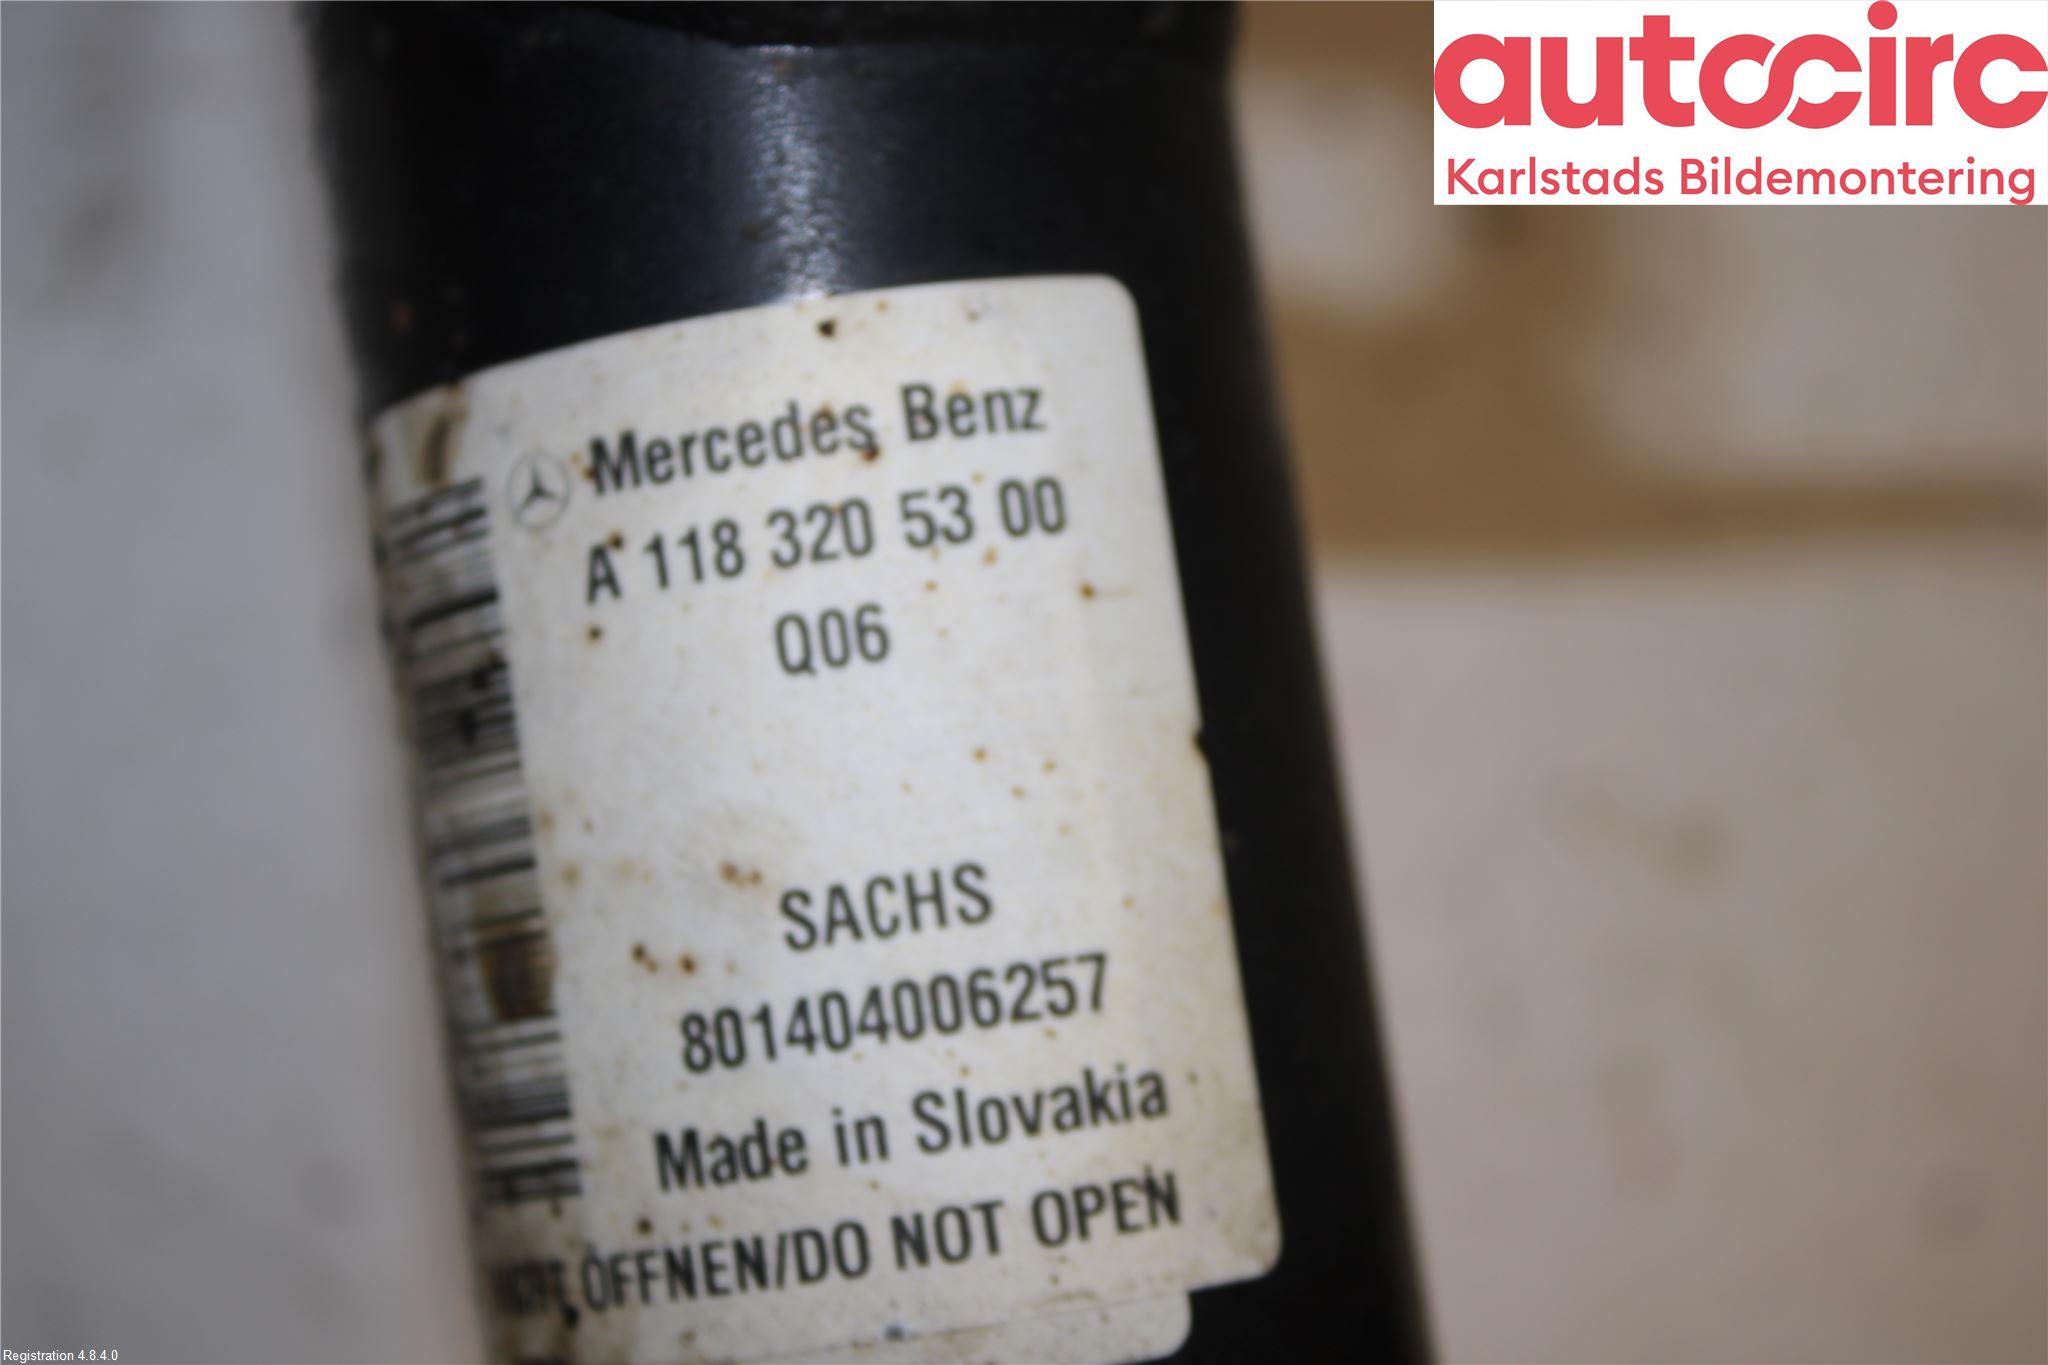 autocirc
Karlstads Bildemontering
Mercedes Benz
A 118 320 53 00
Q06
SACHS
801404006257
Made in Slovakia
NICHT ÖFFNEN/DO NOT OPEN
Registration 4.8.4.0